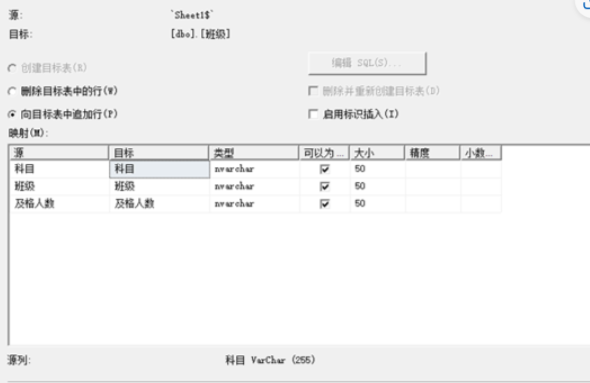 源: `Sheet1$`
目标: [dbo].[班级]
创建目标表(R) 编辑 SQL(S)...
删除目标表中的行(W) 删除并重新创建目标表(D)
向目标表中追加行(P) 启用标识插入(I)
映射(M):
源 目标 类型 可以为... 大小 精度 小数...
科目 科目 nvarchar 50
班级 班级 nvarchar 50
及格人数 及格人数 nvarchar 50
源列: 科目 VarChar (255)